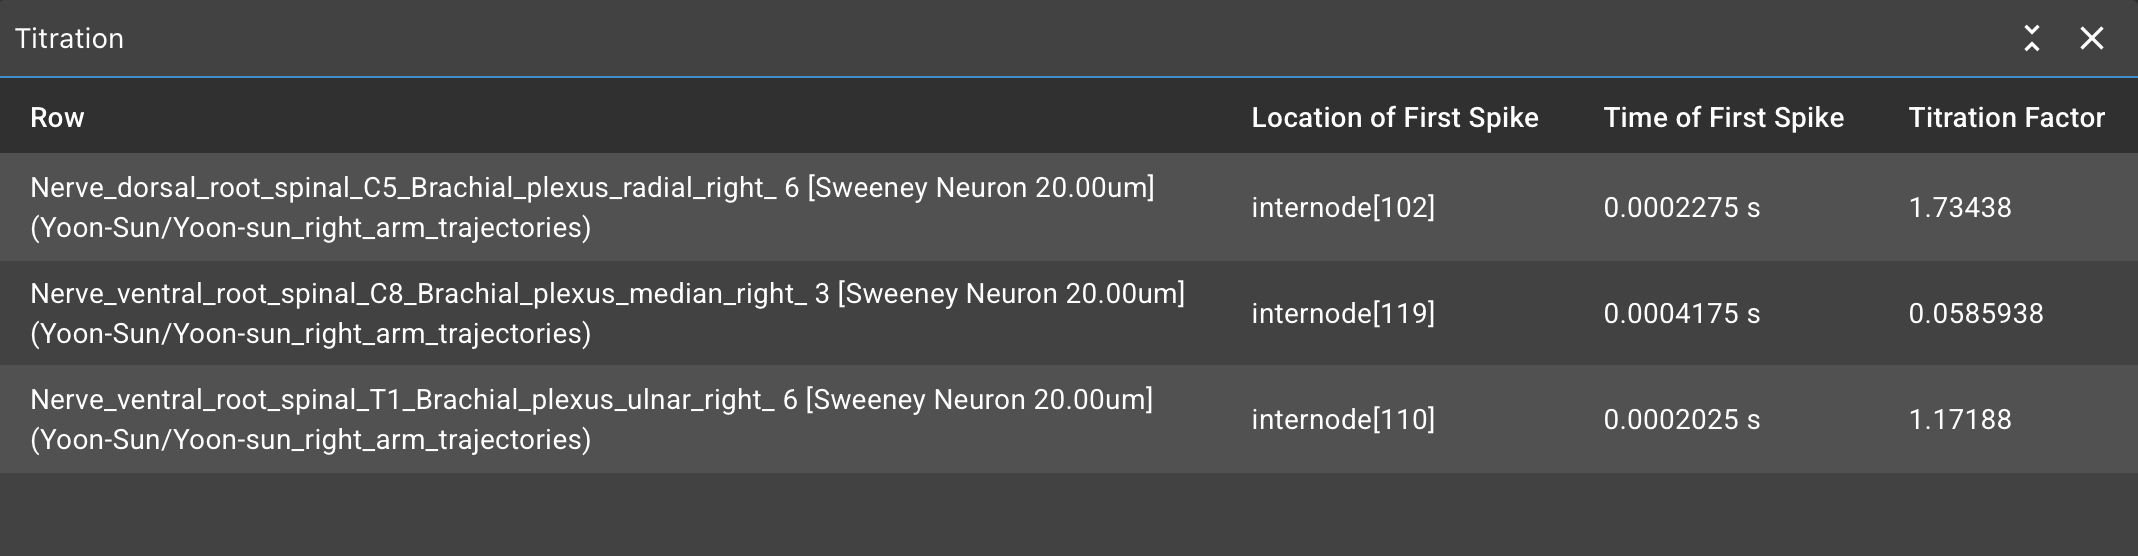 Titration
Row Location of First Spike Time of First Spike Titration Factor
Nerve_dorsal_root_spinal_C5_Brachial_plexus_radial_right_ 6 [Sweeney Neuron 20.00um]
(Yoon-Sun/Yoon-sun_right_arm_trajectories)
internode[102] 0.0002275 s 1.73438
Nerve_ventral_root_spinal_C8_Brachial_plexus_median_right_ 3 [Sweeney Neuron 20.00um]
(Yoon-Sun/Yoon-sun_right_arm_trajectories)
internode[119] 0.0004175 s 0.0585938
Nerve_ventral_root_spinal_T1_Brachial_plexus_ulnar_right_ 6 [Sweeney Neuron 20.00um]
(Yoon-Sun/Yoon-sun_right_arm_trajectories)
internode[110] 0.0002025 s 1.17188